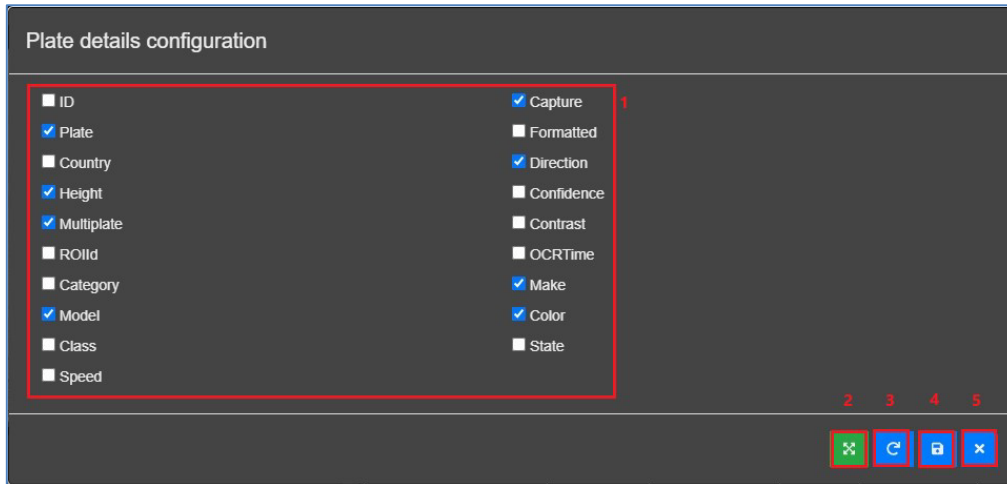 Plate details configuration
ID
Capture
1
Plate
Formatted
Country
Direction
Height
Confidence
Multiplate
Contrast
ROIId
OCRTime
Category
Make
Model
Color
Class
State
Speed
2 3 4 5